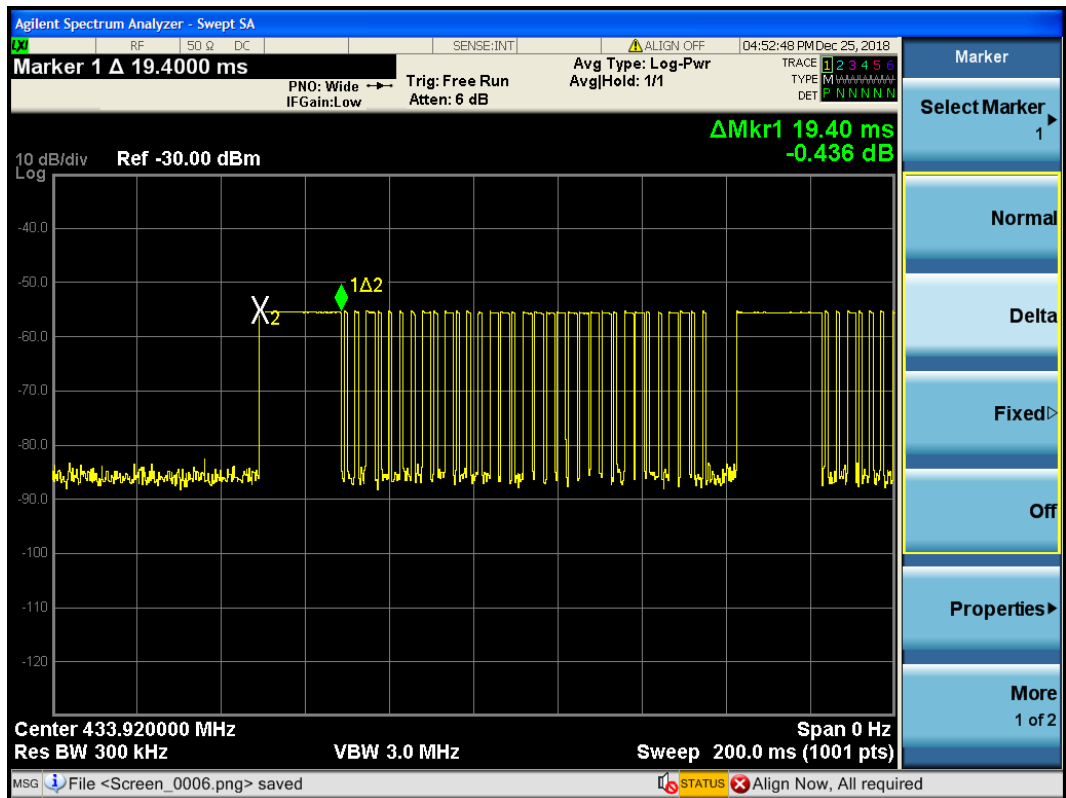 Agilent Spectrum Analyzer - Swept SA
LXI RF 50 Ω DC SENSE:INT ALIGN OFF 04:52:48 PM Dec 25, 2018
Marker 1 Δ 19.4000 ms
PNO: Wide
IFGain:Low
Trig: Free Run
Atten: 6 dB
Avg Type: Log-Pwr
Avg|Hold: 1/1
TRACE 1 2 3 4 5 6
TYPE M WWWWWW
DET P N N N N N
ΔMkr1 19.40 ms
-0.436 dB
10 dB/div Ref -30.00 dBm
Log
-40.0
-50.0
-60.0
-70.0
-80.0
-90.0
-100
-110
-120
1Δ2
X2
Center 433.920000 MHz Span 0 Hz
Res BW 300 kHz VBW 3.0 MHz Sweep 200.0 ms (1001 pts)
MSG File <Screen_0006.png> saved STATUS Align Now, All required
Marker
Select Marker
1
Normal
Delta
Fixed
Off
Properties
More
1 of 2